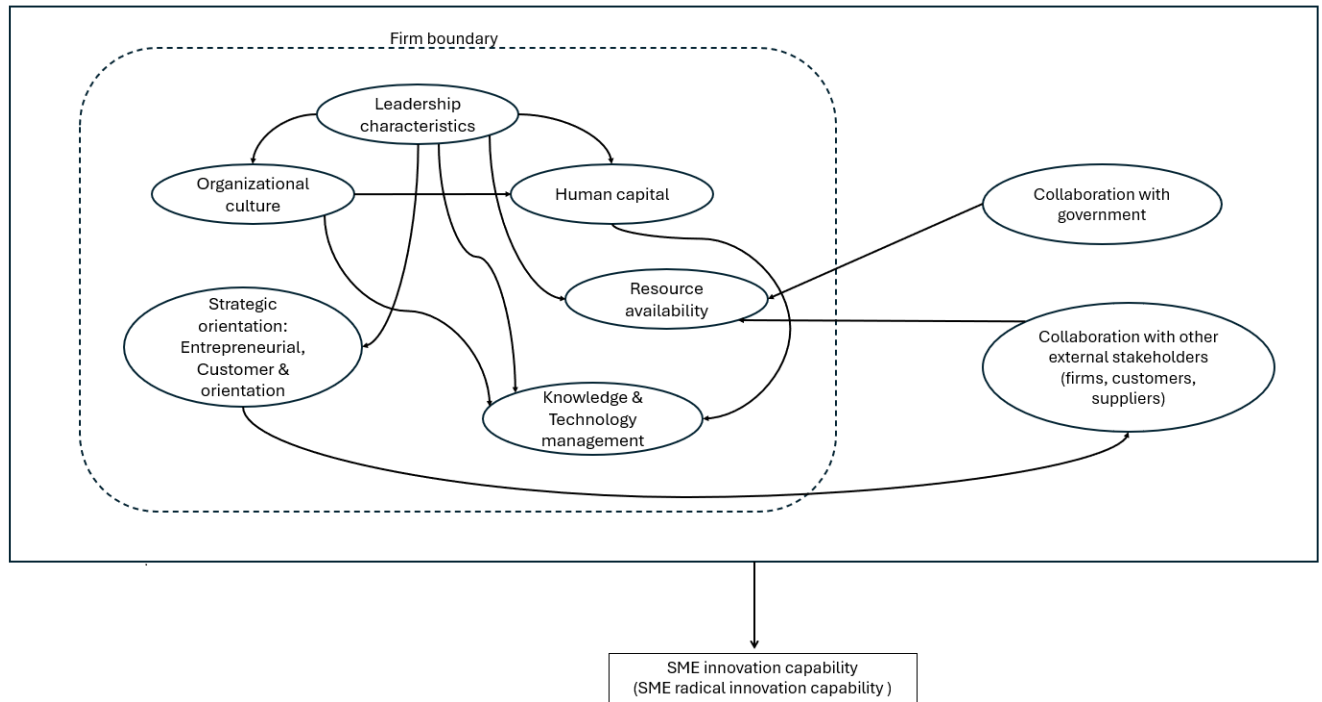 Firm boundary
Leadership
characteristics
Organizational
culture
Human capital
Collaboration with
government
Resource
availability
Strategic
orientation:
Entrepreneurial,
Customer &
orientation
Collaboration with other
external stakeholders
(firms, customers,
suppliers)
Knowledge &
Technology
management
SME innovation capability
(SME radical innovation capability )